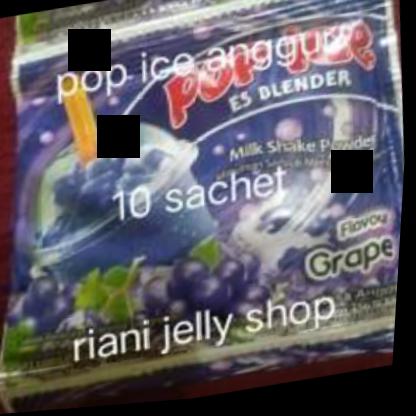 pop ice anggur
pop ice
ES BLENDER
Milk Shake Powder
10 sachet
Flavour
Grape
riani jelly shop